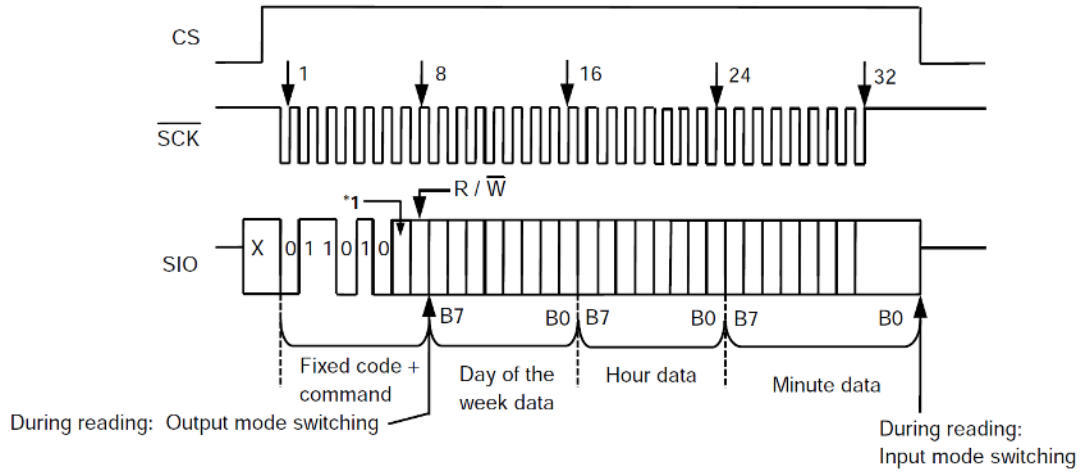 CS
1 8 16 24 32
SCK
*1 R / W
SIO X 0 1 1 0 1 0
B7 B0 B7 B0 B7 B0
Fixed code +
command
Day of the
week data
Hour data
Minute data
During reading: Output mode switching
During reading:
Input mode switching